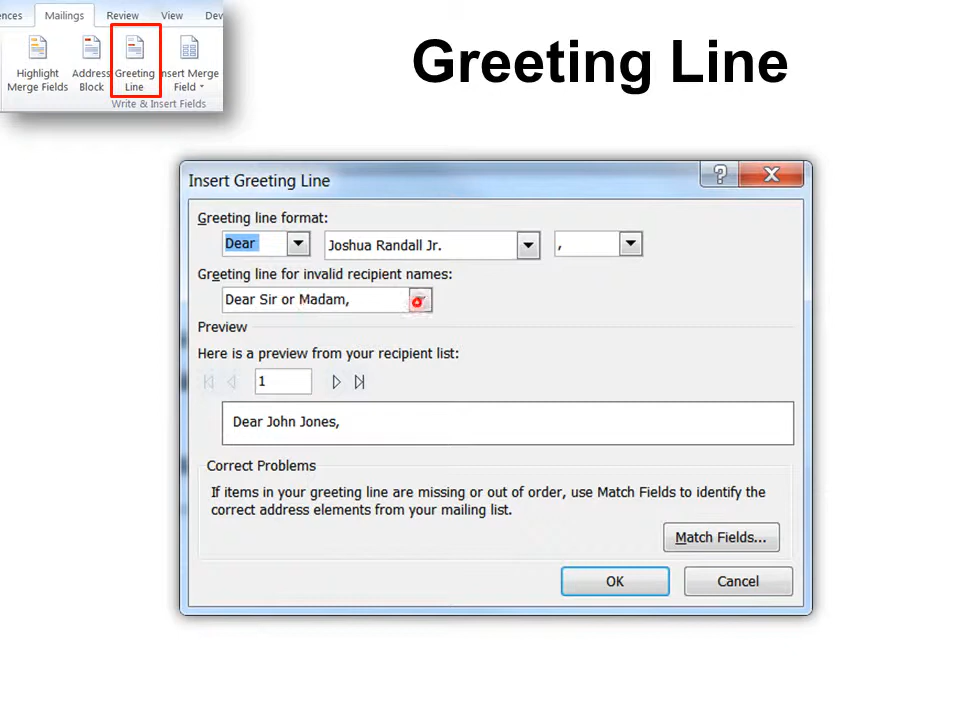 ences Mailings Review View Dev
Highlight Merge Fields
Address Block
Greeting Line
nsert Merge Field
Write & Insert Fields
Greeting Line
Insert Greeting Line
Greeting line format:
Dear Joshua Randall Jr. ,
Greeting line for invalid recipient names:
Dear Sir or Madam,
Preview
Here is a preview from your recipient list:
1
Dear John Jones,
Correct Problems
If items in your greeting line are missing or out of order, use Match Fields to identify the
correct address elements from your mailing list.
Match Fields...
OK Cancel